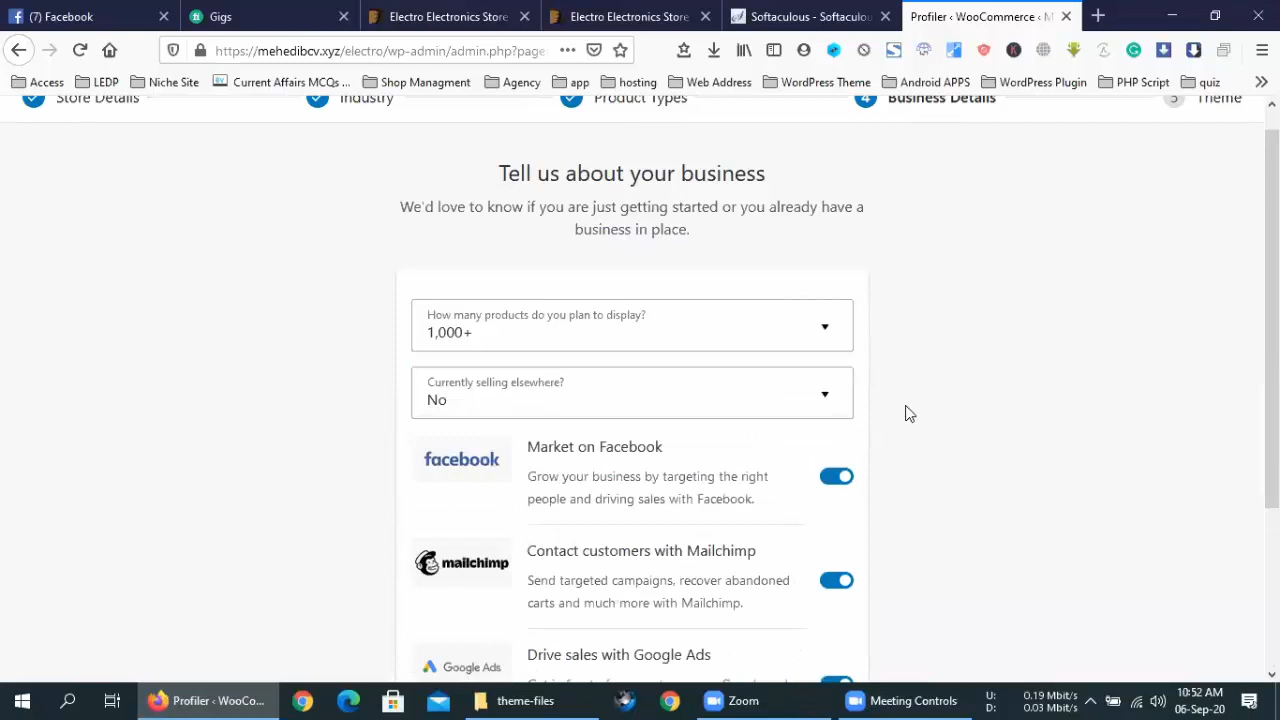 (7) Facebook
Gigs
Electro Electronics Store
Electro Electronics Store
Softaculous - Softaculou
Profiler ‹ WooCommerce ‹ M
https://mehedibcv.xyz/electro/wp-admin/admin.php?page
Access
LEDP
Niche Site
Current Affairs MCQs...
Shop Managment
Agency
app
hosting
Web Address
WordPress Theme
Android APPS
WordPress Plugin
PHP Script
quiz
Store Details
Industry
Product Types
4 Business Details
5 Theme
Tell us about your business
We'd love to know if you are just getting started or you already have a
business in place.
How many products do you plan to display?
1,000+
Currently selling elsewhere?
No
facebook
Market on Facebook
Grow your business by targeting the right
people and driving sales with Facebook.
mailchimp
Contact customers with Mailchimp
Send targeted campaigns, recover abandoned
carts and much more with Mailchimp.
Google Ads
Drive sales with Google Ads
Profiler ‹ WooCo...
theme-files
Zoom
Meeting Controls
U: 0.19 Mbit/s
D: 0.03 Mbit/s
10:52 AM
06-Sep-20